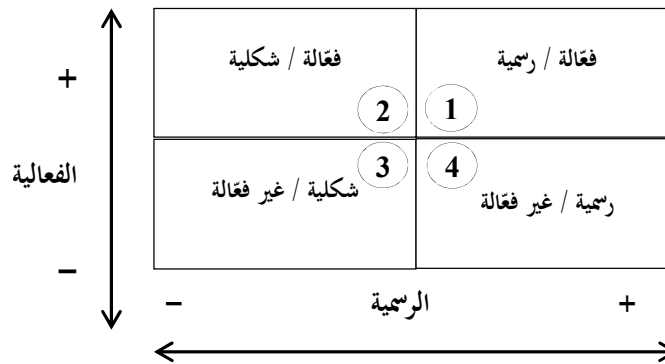 فعّالة / رسمية
فعّالة / شكلية
+
1
2
الفعالية
4
3
رسمية / غير فعّالة
شكلية / غير فعّالة
−
+
الرسمية
−